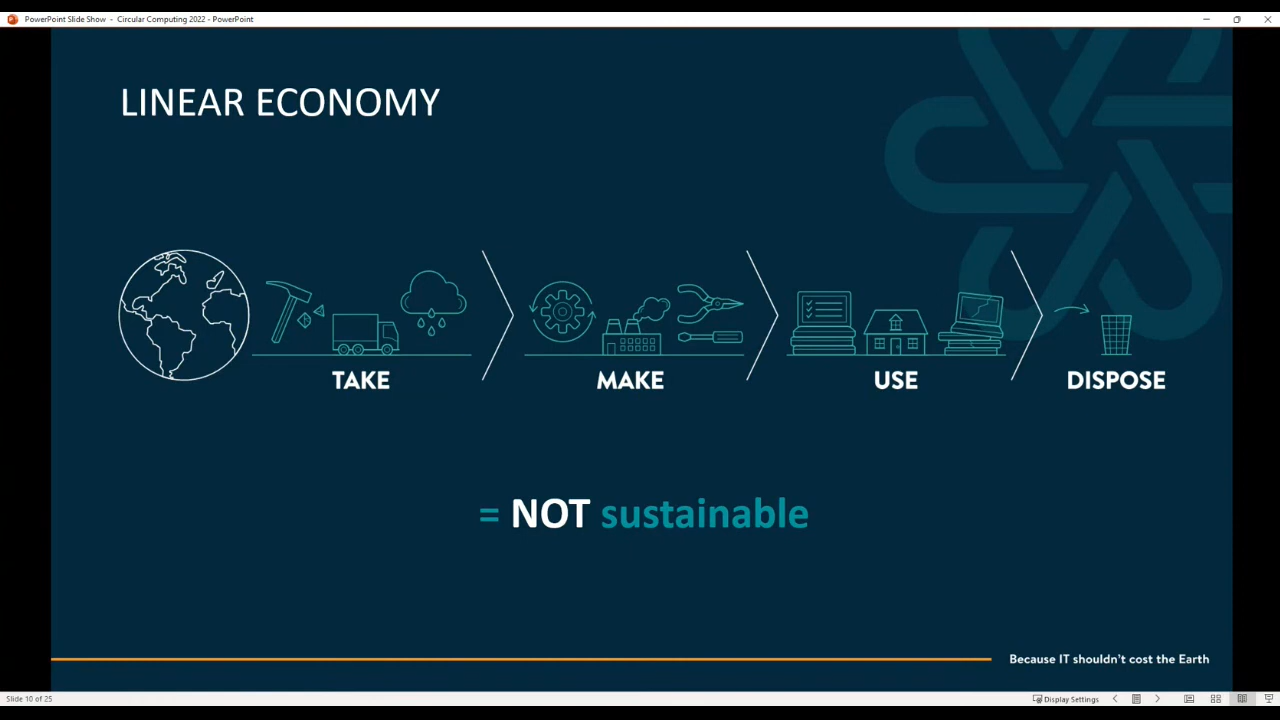 PowerPoint Slide Show - Circular Computing 2022 - PowerPoint
LINEAR ECONOMY
TAKE
MAKE
USE
DISPOSE
= NOT sustainable
Because IT shouldn't cost the Earth
Slide 10 of 25
Display Settings